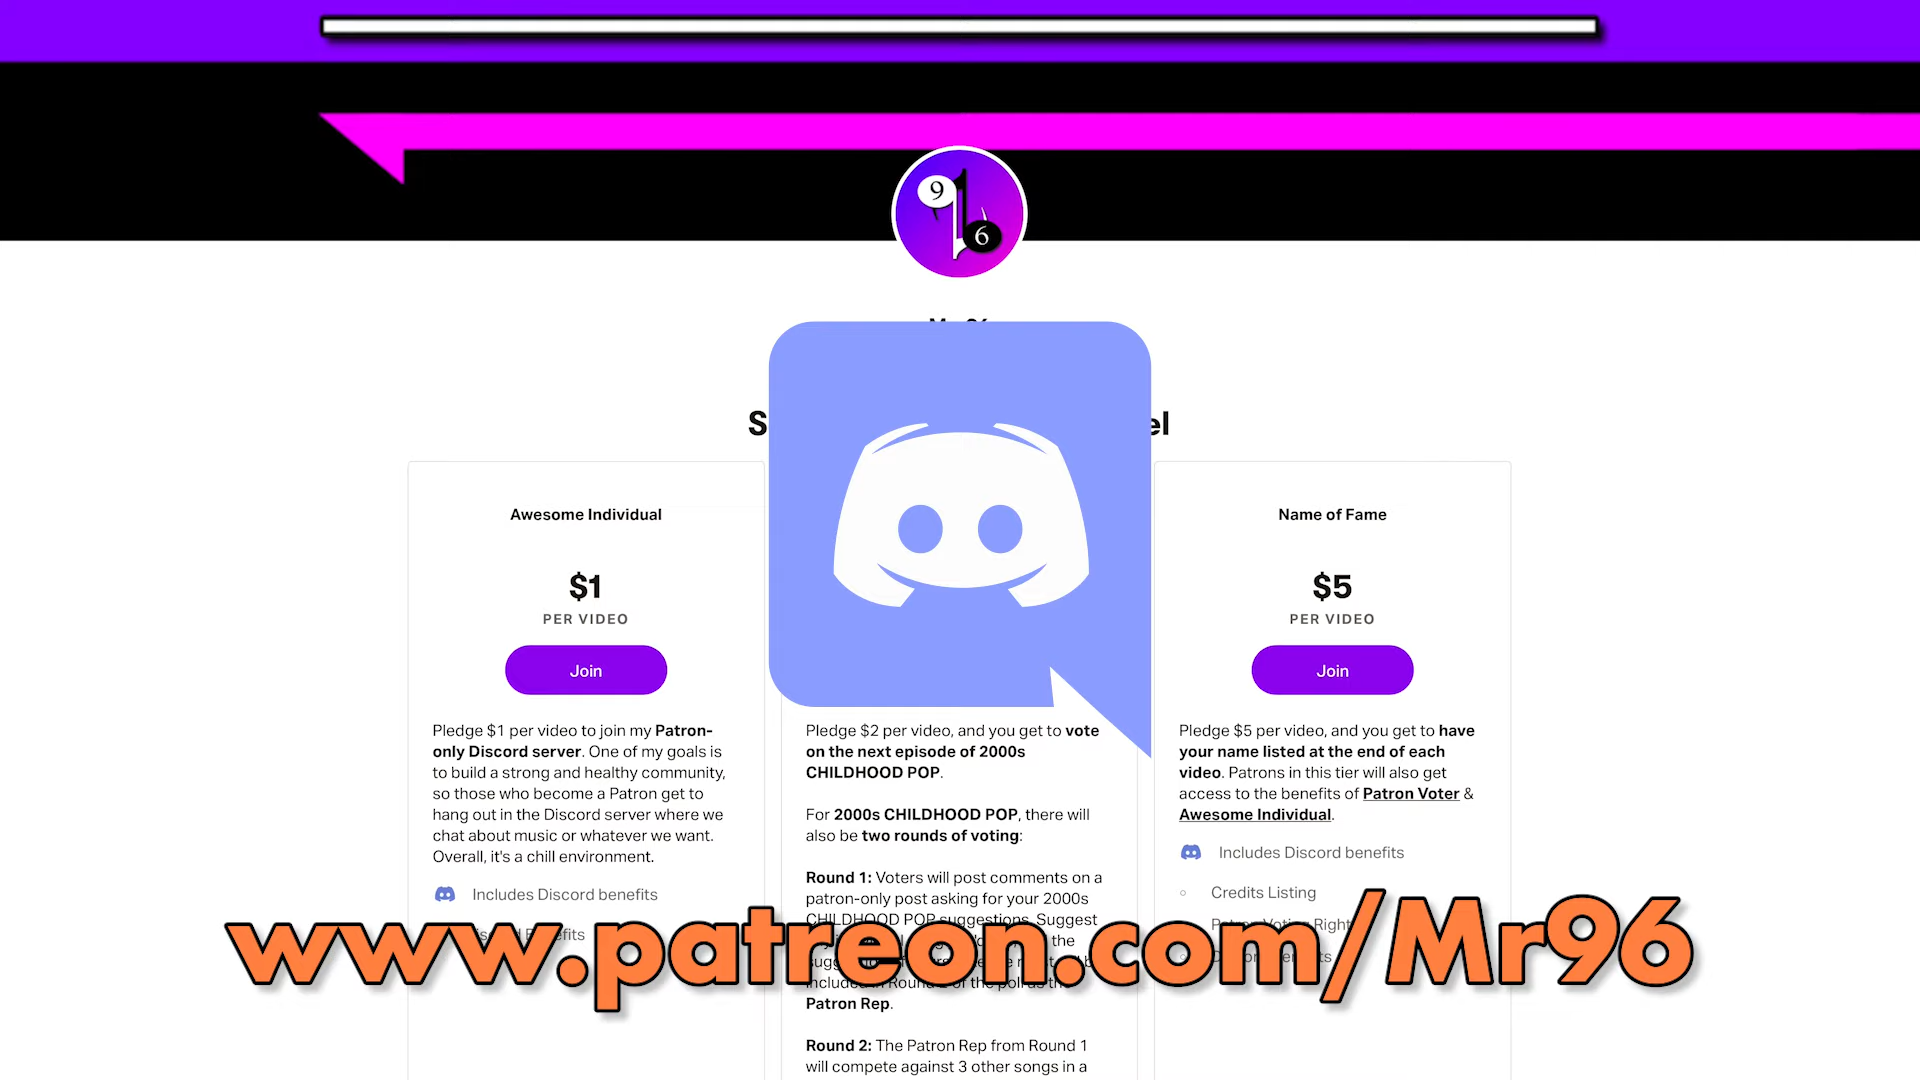 9
6
Awesome Individual
$1
PER VIDEO
Join
Pledge $1 per video to join my Patron-
only Discord server. One of my goals is
to build a strong and healthy community,
so those who become a Patron get to
hang out in the Discord server where we
chat about music or whatever we want.
Overall, it's a chill environment.
Includes Discord benefits
Pledge $2 per video, and you get to vote
on the next episode of 2000s
CHILDHOOD POP.
For 2000s CHILDHOOD POP, there will
also be two rounds of voting:
Round 1: Voters will post comments on a
patron-only post asking for your 2000s
CHILDHOOD POP suggestions. Suggest
the
Patron Rep.
Round 2: The Patron Rep from Round 1
will compete against 3 other songs in a
Name of Fame
$5
PER VIDEO
Join
Pledge $5 per video, and you get to have
your name listed at the end of each
video. Patrons in this tier will also get
access to the benefits of Patron Voter &
Awesome Individual.
Includes Discord benefits
Credits Listing
Patron Voting
www.patreon.com/Mr96